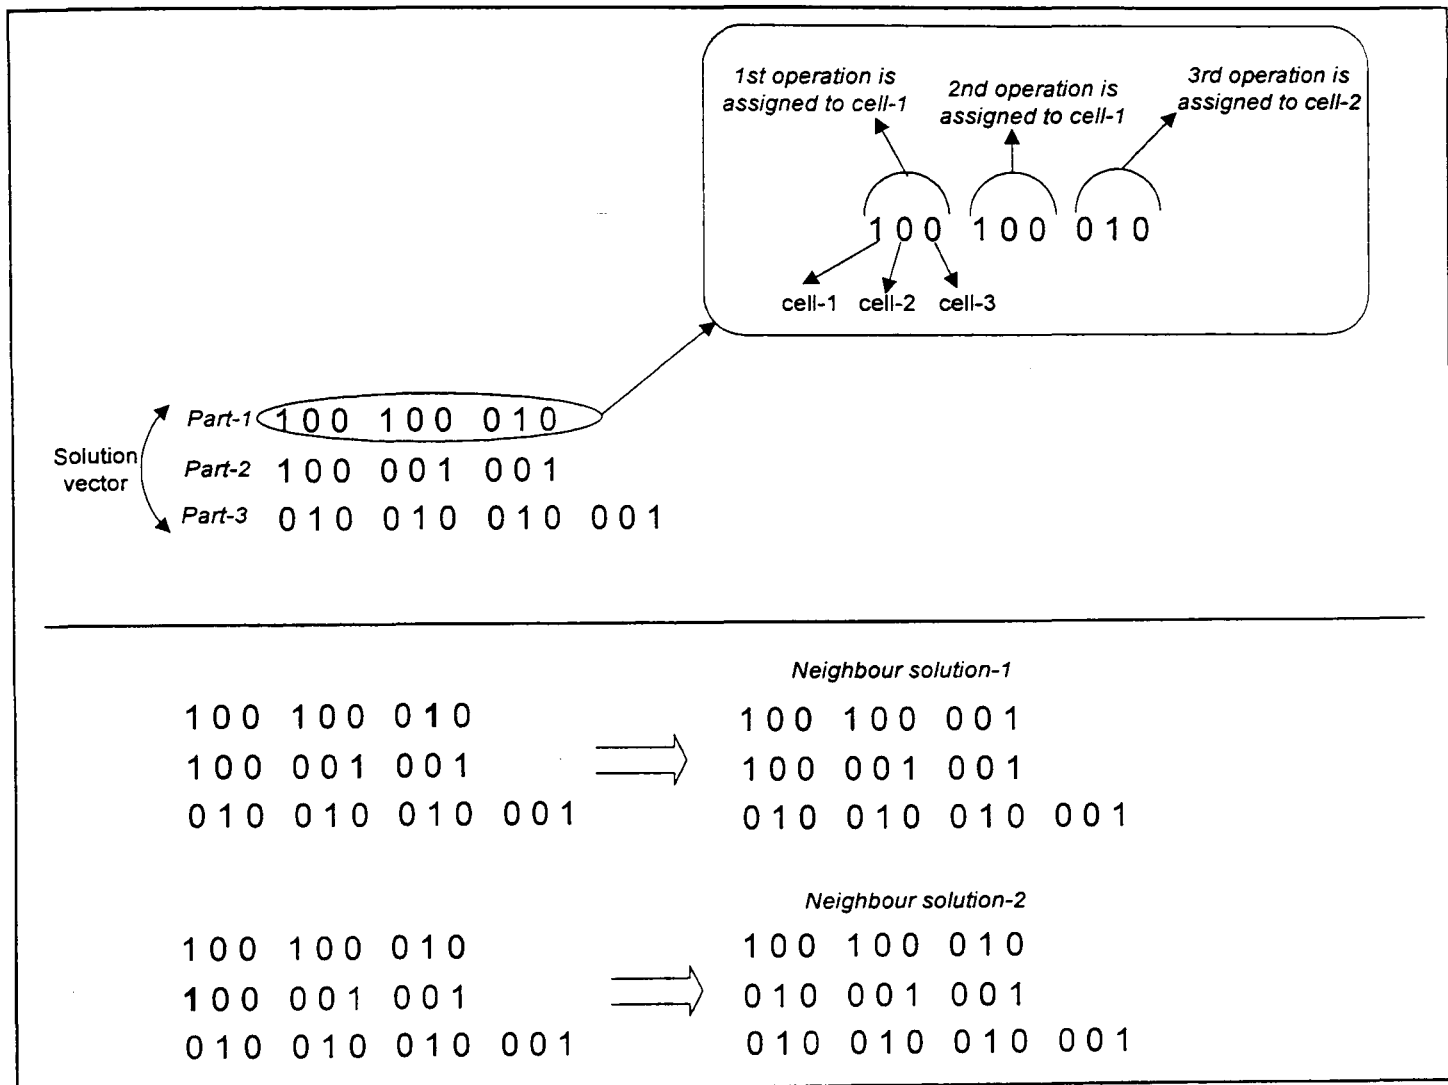 1st operation is
assigned to cell-1
2nd operation is
assigned to cell-1
3rd operation is
assigned to cell-2
1 0 0 1 0 0 0 1 0
cell-1 cell-2 cell-3
Solution
vector
Part-1 1 0 0 1 0 0 0 1 0
Part-2 1 0 0 0 0 1 0 0 1
Part-3 0 1 0 0 1 0 0 1 0 0 0 1
Neighbour solution-1
1 0 0 1 0 0 0 1 0
1 0 0 0 0 1 0 0 1
0 1 0 0 1 0 0 1 0 0 0 1
1 0 0 1 0 0 0 0 1
1 0 0 0 0 1 0 0 1
0 1 0 0 1 0 0 1 0 0 0 1
Neighbour solution-2
1 0 0 1 0 0 0 1 0
1 0 0 0 0 1 0 0 1
0 1 0 0 1 0 0 1 0 0 0 1
1 0 0 1 0 0 0 1 0
0 1 0 0 0 1 0 0 1
0 1 0 0 1 0 0 1 0 0 0 1